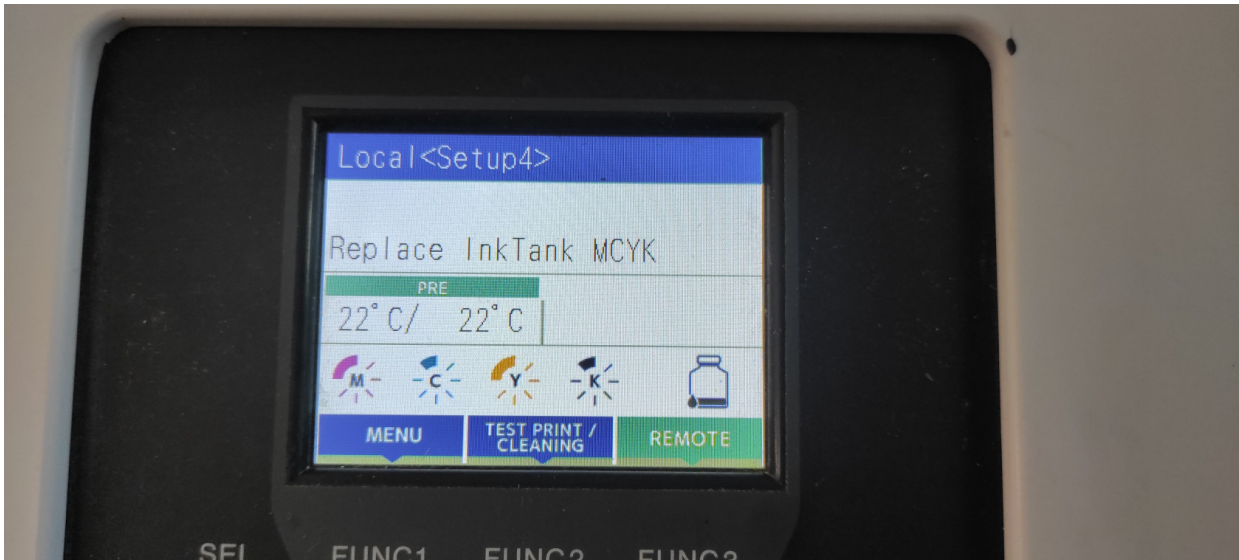 Local<Setup4>
Replace InkTank MCYK
PRE
22°C/ 22°C
M C Y K
MENU
TEST PRINT /
CLEANING
REMOTE
SEL FUNC1 FUNC2 FUNC3